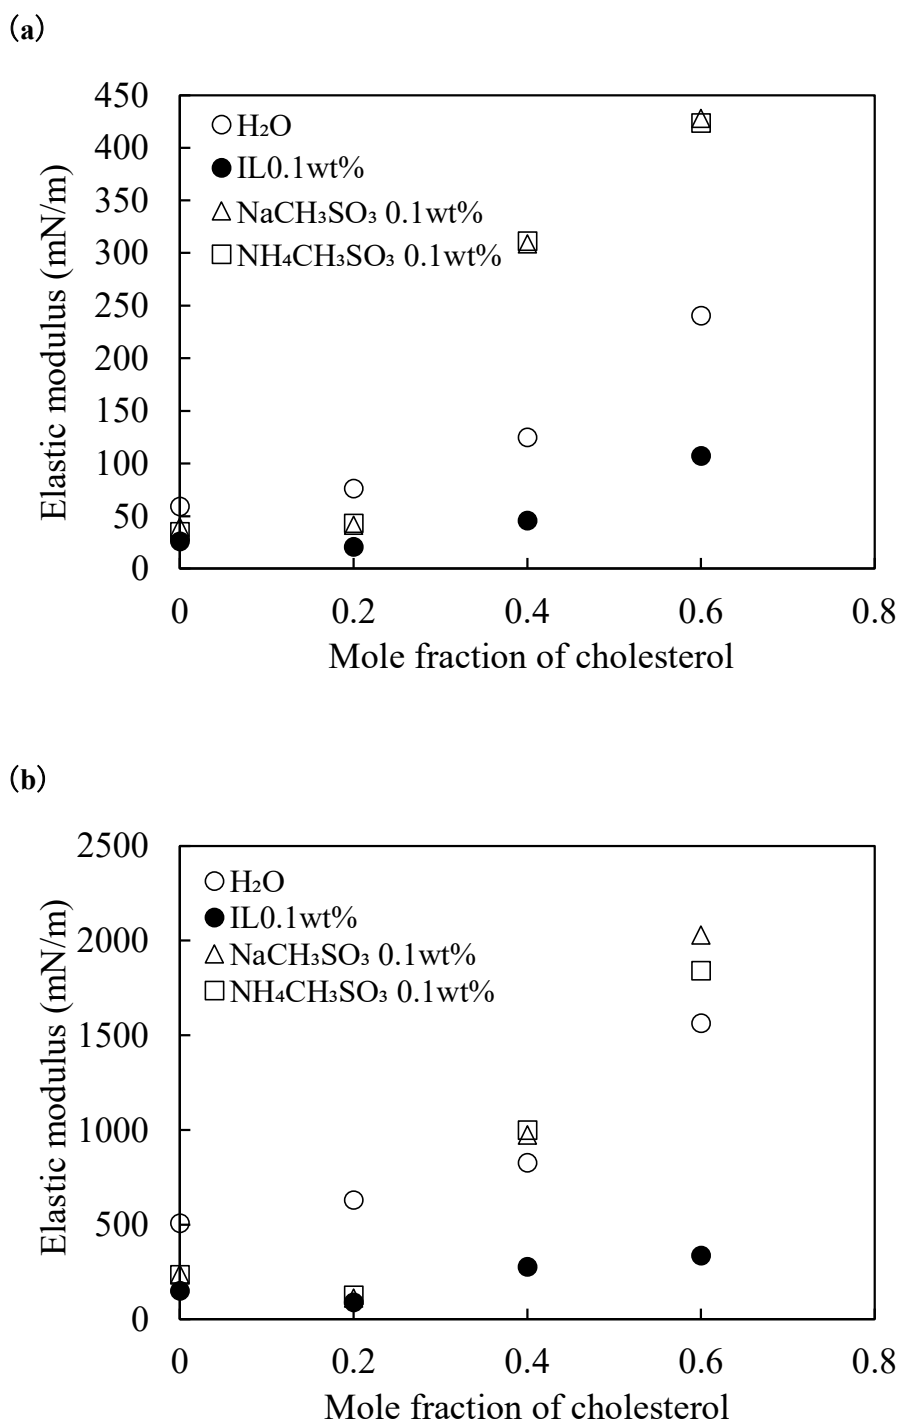 (a)
450
400
350
300
250
200
150
100
50
0
Elastic modulus (mN/m)
H₂O
IL0.1wt%
NaCH₃SO₃ 0.1wt%
NH₄CH₃SO₃ 0.1wt%
0 0.2 0.4 0.6 0.8
Mole fraction of cholesterol
(b)
2500
2000
1500
1000
500
0
Elastic modulus (mN/m)
H₂O
IL0.1wt%
NaCH₃SO₃ 0.1wt%
NH₄CH₃SO₃ 0.1wt%
0 0.2 0.4 0.6 0.8
Mole fraction of cholesterol